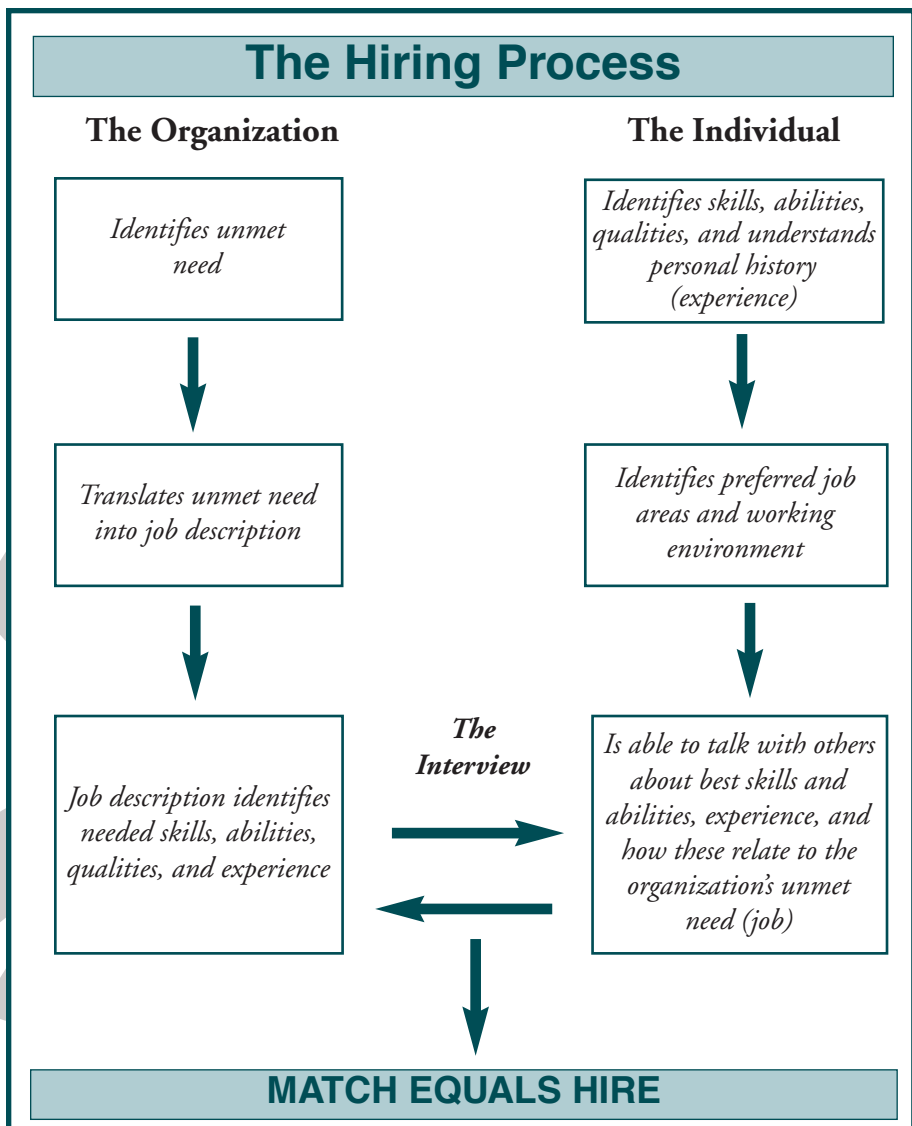 The Hiring Process
The Organization
Identifies unmet
need
Translates unmet need
into job description
Job description identifies
needed skills, abilities,
qualities, and experience
The Individual
Identifies skills, abilities,
qualities, and understands
personal history
(experience)
Identifies preferred job
areas and working
environment
Is able to talk with others
about best skills and
abilities, experience, and
how these relate to the
organization's unmet
need (job)
The
Interview
MATCH EQUALS HIRE